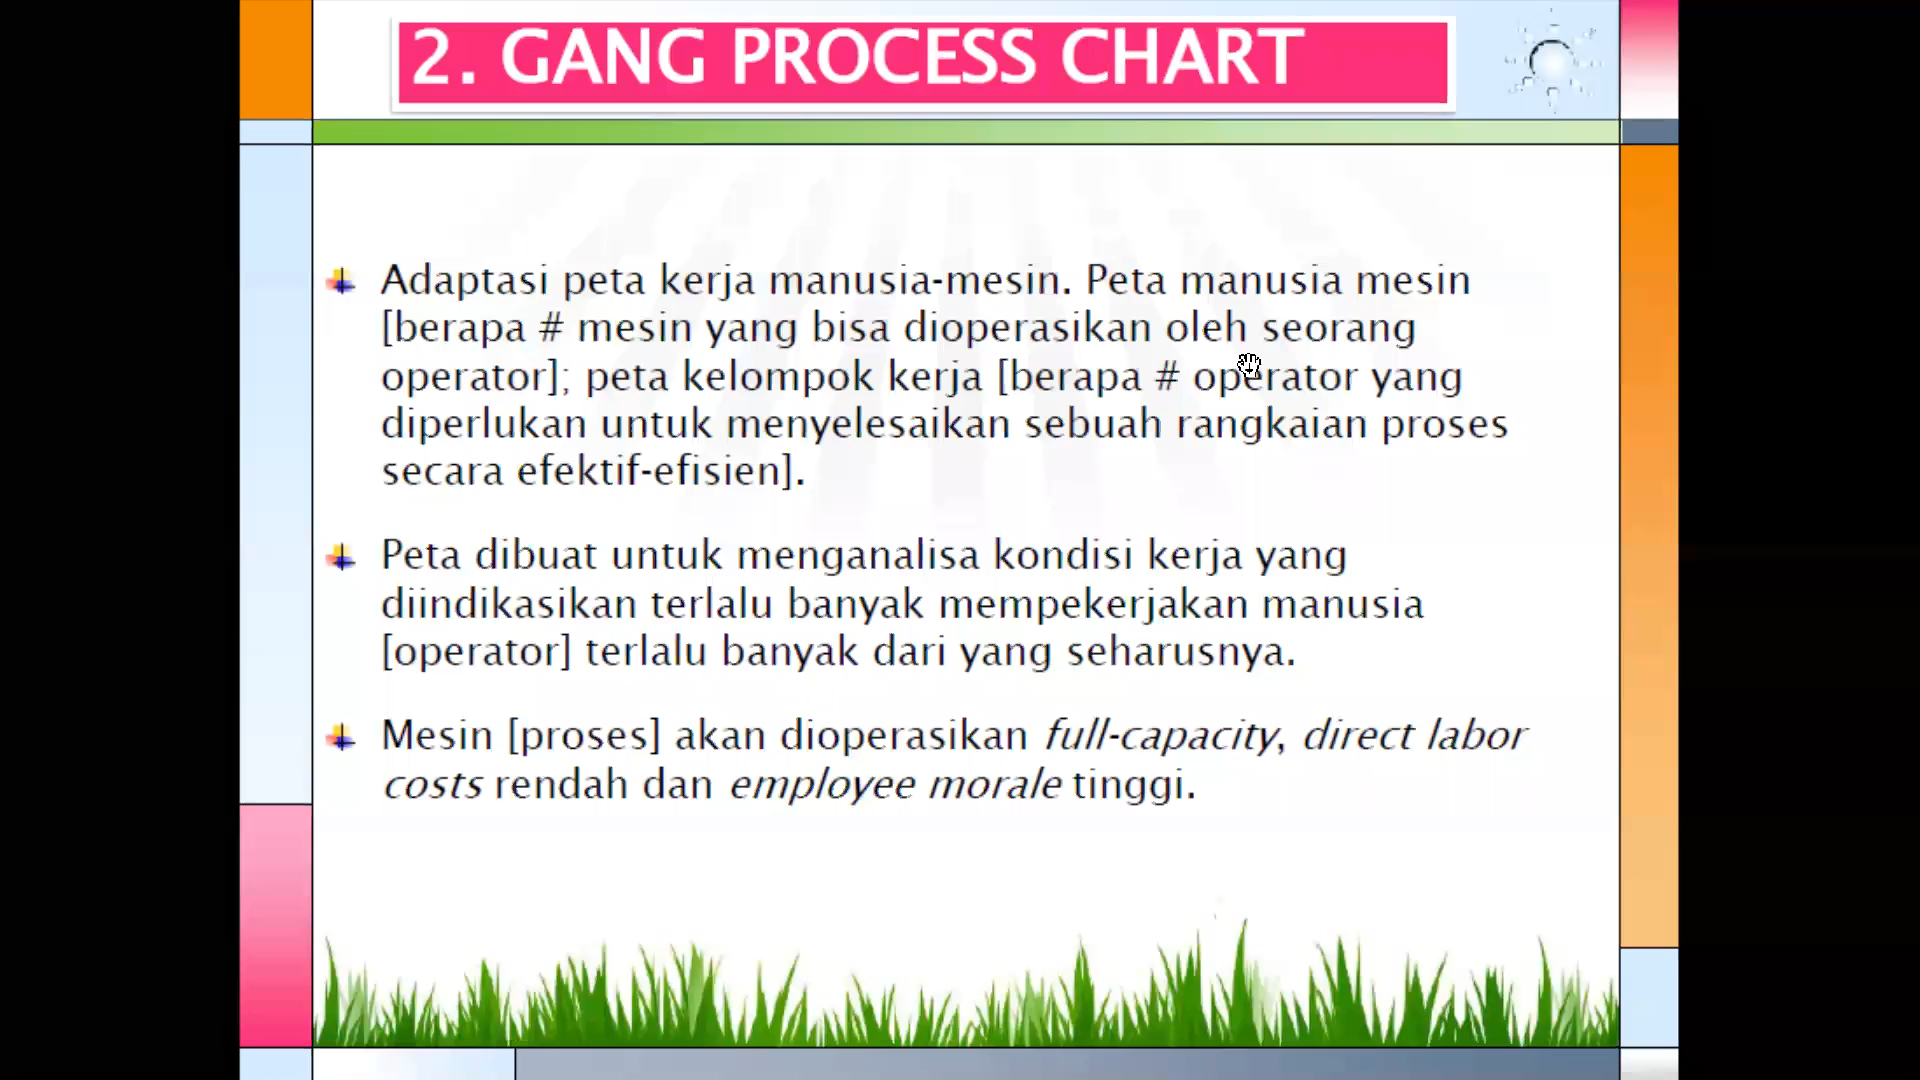 2. GANG PROCESS CHART
Adaptasi peta kerja manusia-mesin. Peta manusia mesin
[berapa # mesin yang bisa dioperasikan oleh seorang
operator]; peta kelompok kerja [berapa # operator yang
diperlukan untuk menyelesaikan sebuah rangkaian proses
secara efektif-efisien].
Peta dibuat untuk menganalisa kondisi kerja yang
diindikasikan terlalu banyak mempekerjakan manusia
[operator] terlalu banyak dari yang seharusnya.
Mesin [proses] akan dioperasikan full-capacity, direct labor
costs rendah dan employee morale tinggi.